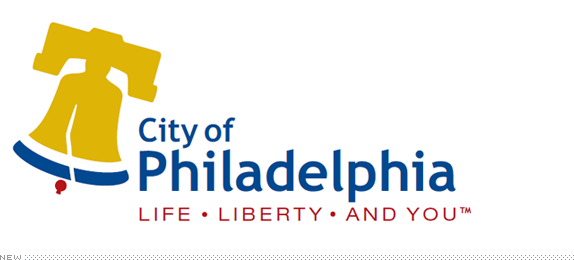 City of
Philadelphia
LIFE • LIBERTY • AND YOU™
NEW